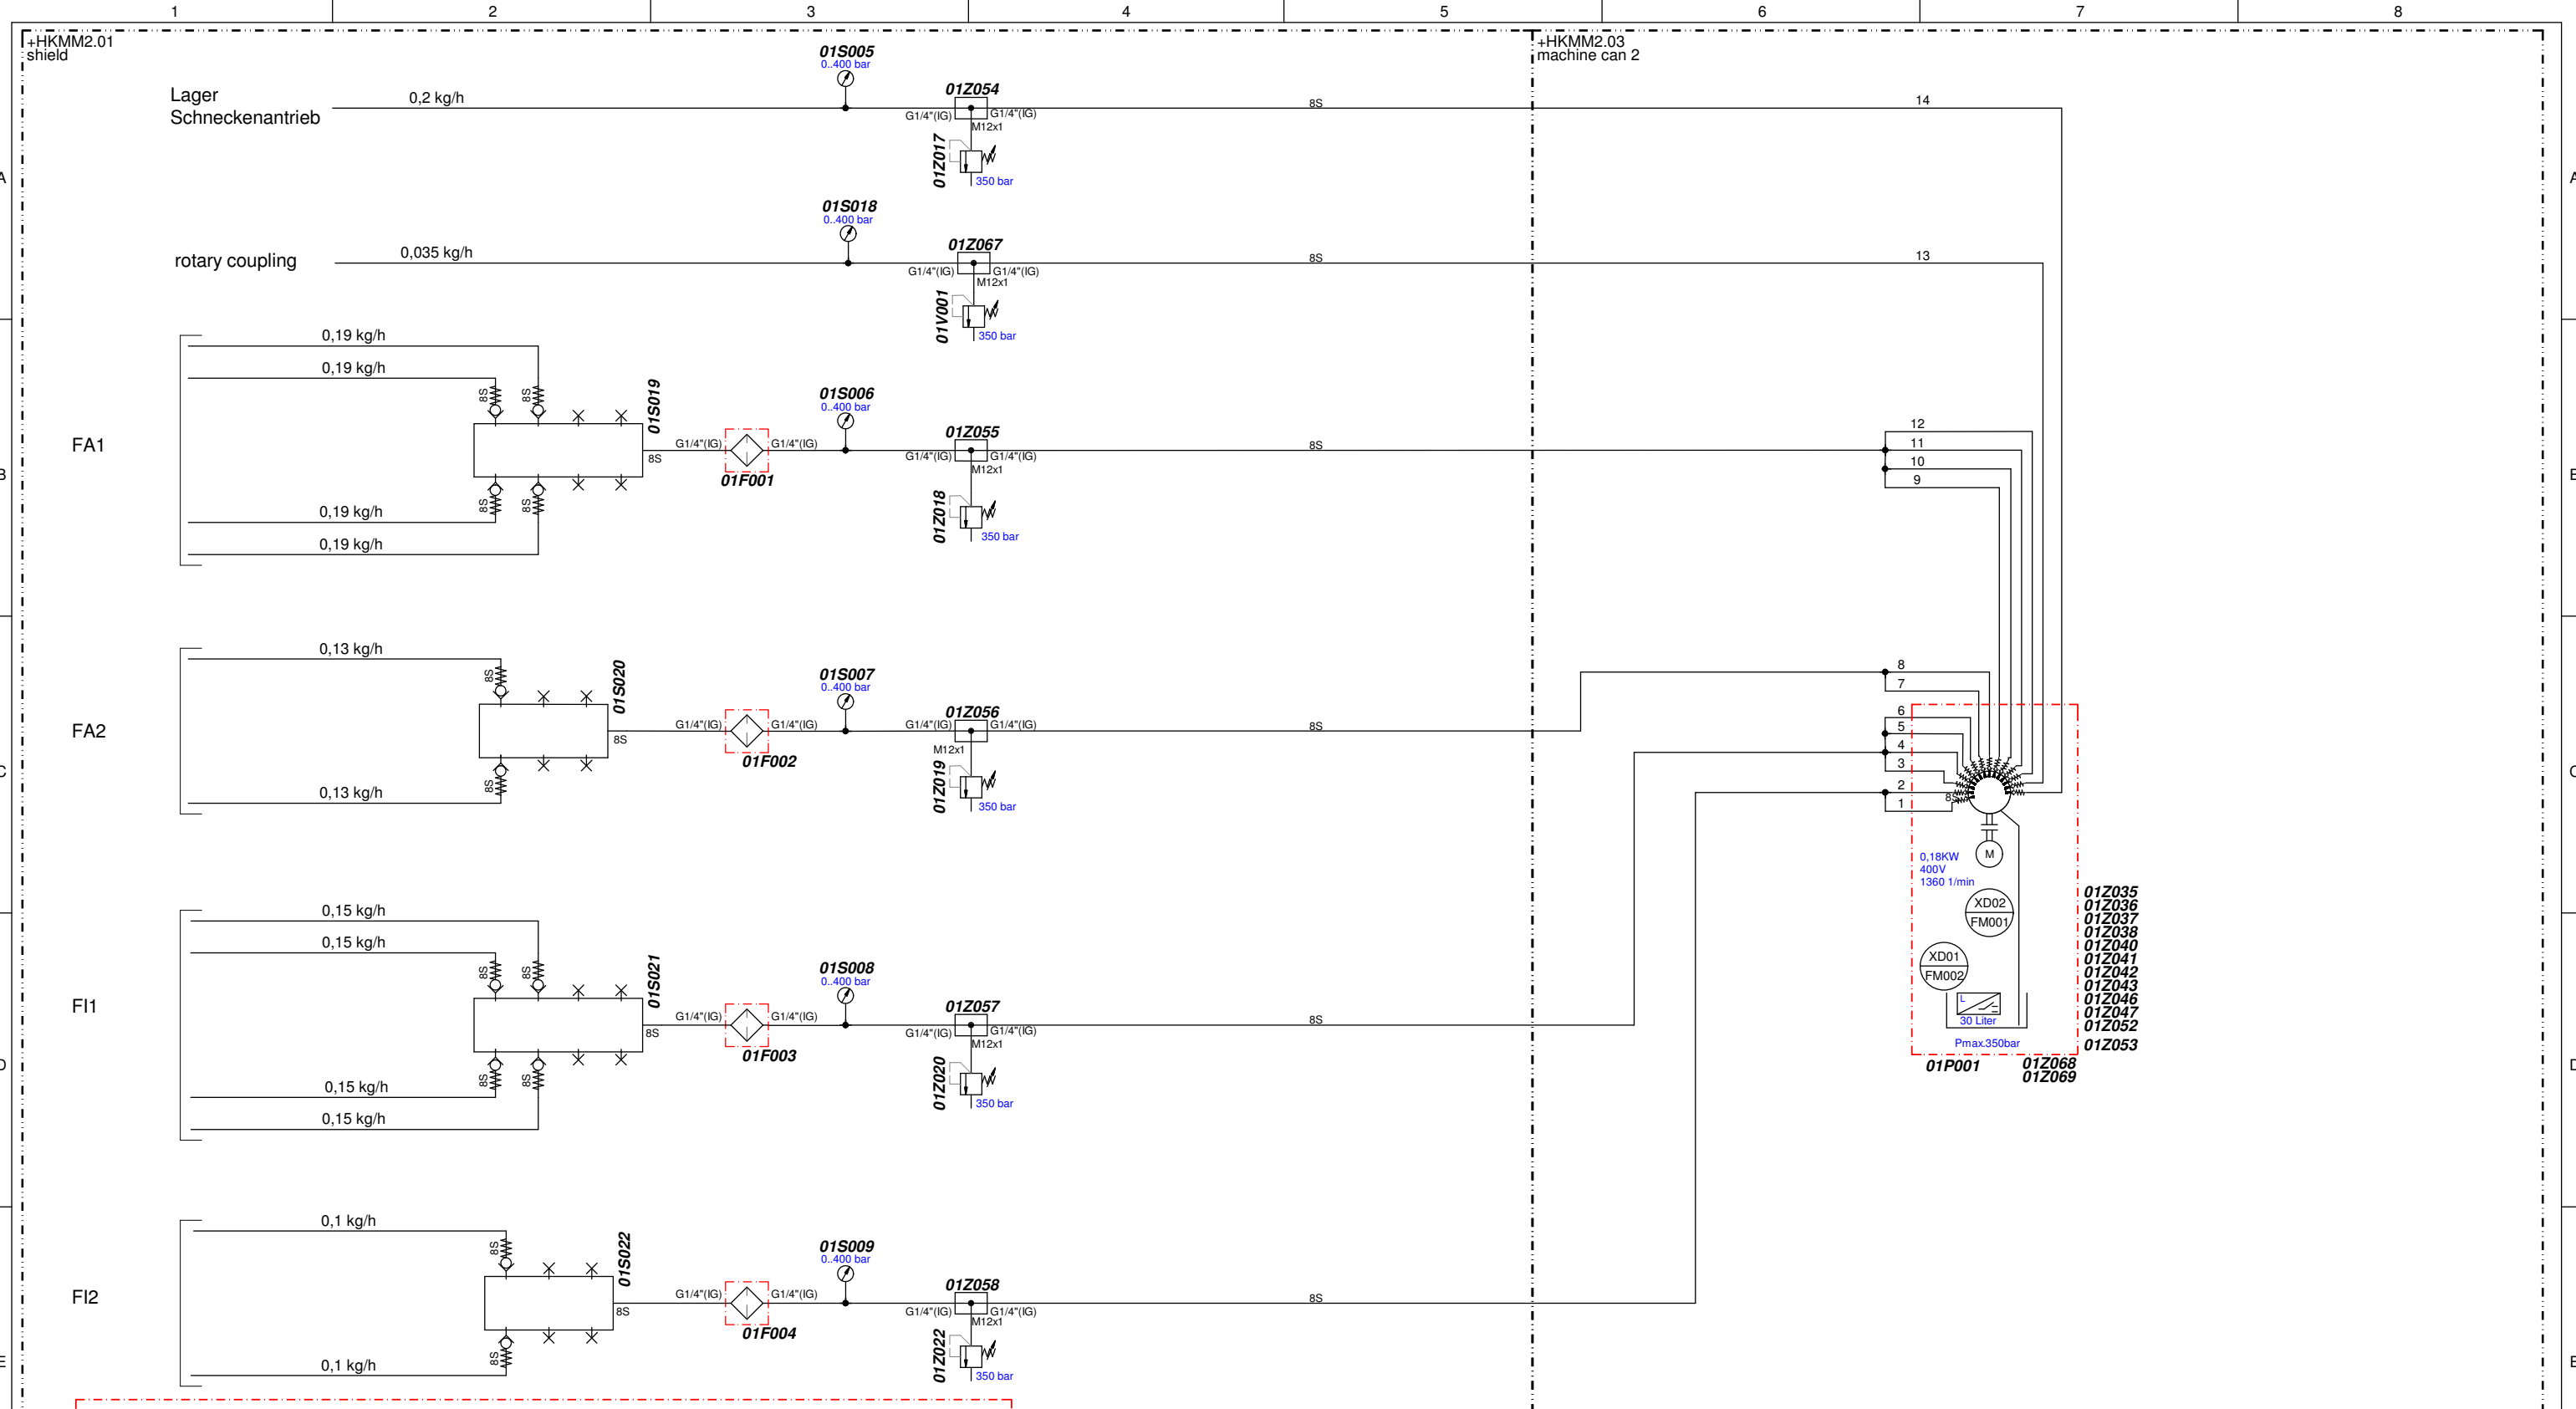 1 2 3 4 5 6 7 8
+HKMM2.01
shield
+HKMM2.03
machine can 2
A
A
B
E
C
C
D
D
E
E
Lager
Schneckenantrieb
0,2 kg/h
01S005
0..400 bar
01Z054
G1/4"(IG) G1/4"(IG)
M12x1
01Z017
350 bar
8S
14
rotary coupling
0,035 kg/h
01S018
0..400 bar
01Z067
G1/4"(IG) G1/4"(IG)
M12x1
01V001
350 bar
8S
13
FA1
0,19 kg/h
0,19 kg/h
0,19 kg/h
0,19 kg/h
8S 8S
8S 8S
01S019
8S
G1/4"(IG) G1/4"(IG)
01F001
01S006
0..400 bar
01Z055
G1/4"(IG) G1/4"(IG)
M12x1
01Z018
350 bar
8S
12
11
10
9
FA2
0,13 kg/h
0,13 kg/h
8S
8S
01S020
8S
G1/4"(IG) G1/4"(IG)
01F002
01S007
0..400 bar
01Z056
G1/4"(IG) G1/4"(IG)
M12x1
01Z019
350 bar
8S
8
7
6
5
4
3
2
1
8S
M
0,18KW
400V
1360 1/min
XD02
FM001
XD01
FM002
L
30 Liter
Pmax.350bar
01P001
01Z068
01Z069
01Z035
01Z036
01Z037
01Z038
01Z040
01Z041
01Z042
01Z043
01Z046
01Z047
01Z052
01Z053
FI1
0,15 kg/h
0,15 kg/h
0,15 kg/h
0,15 kg/h
8S 8S
8S 8S
01S021
8S
G1/4"(IG) G1/4"(IG)
01F003
01S008
0..400 bar
01Z057
G1/4"(IG) G1/4"(IG)
M12x1
01Z020
350 bar
8S
FI2
0,1 kg/h
0,1 kg/h
8S
8S
01S022
8S
G1/4"(IG) G1/4"(IG)
01F004
01S009
0..400 bar
01Z058
G1/4"(IG) G1/4"(IG)
M12x1
01Z022
350 bar
8S